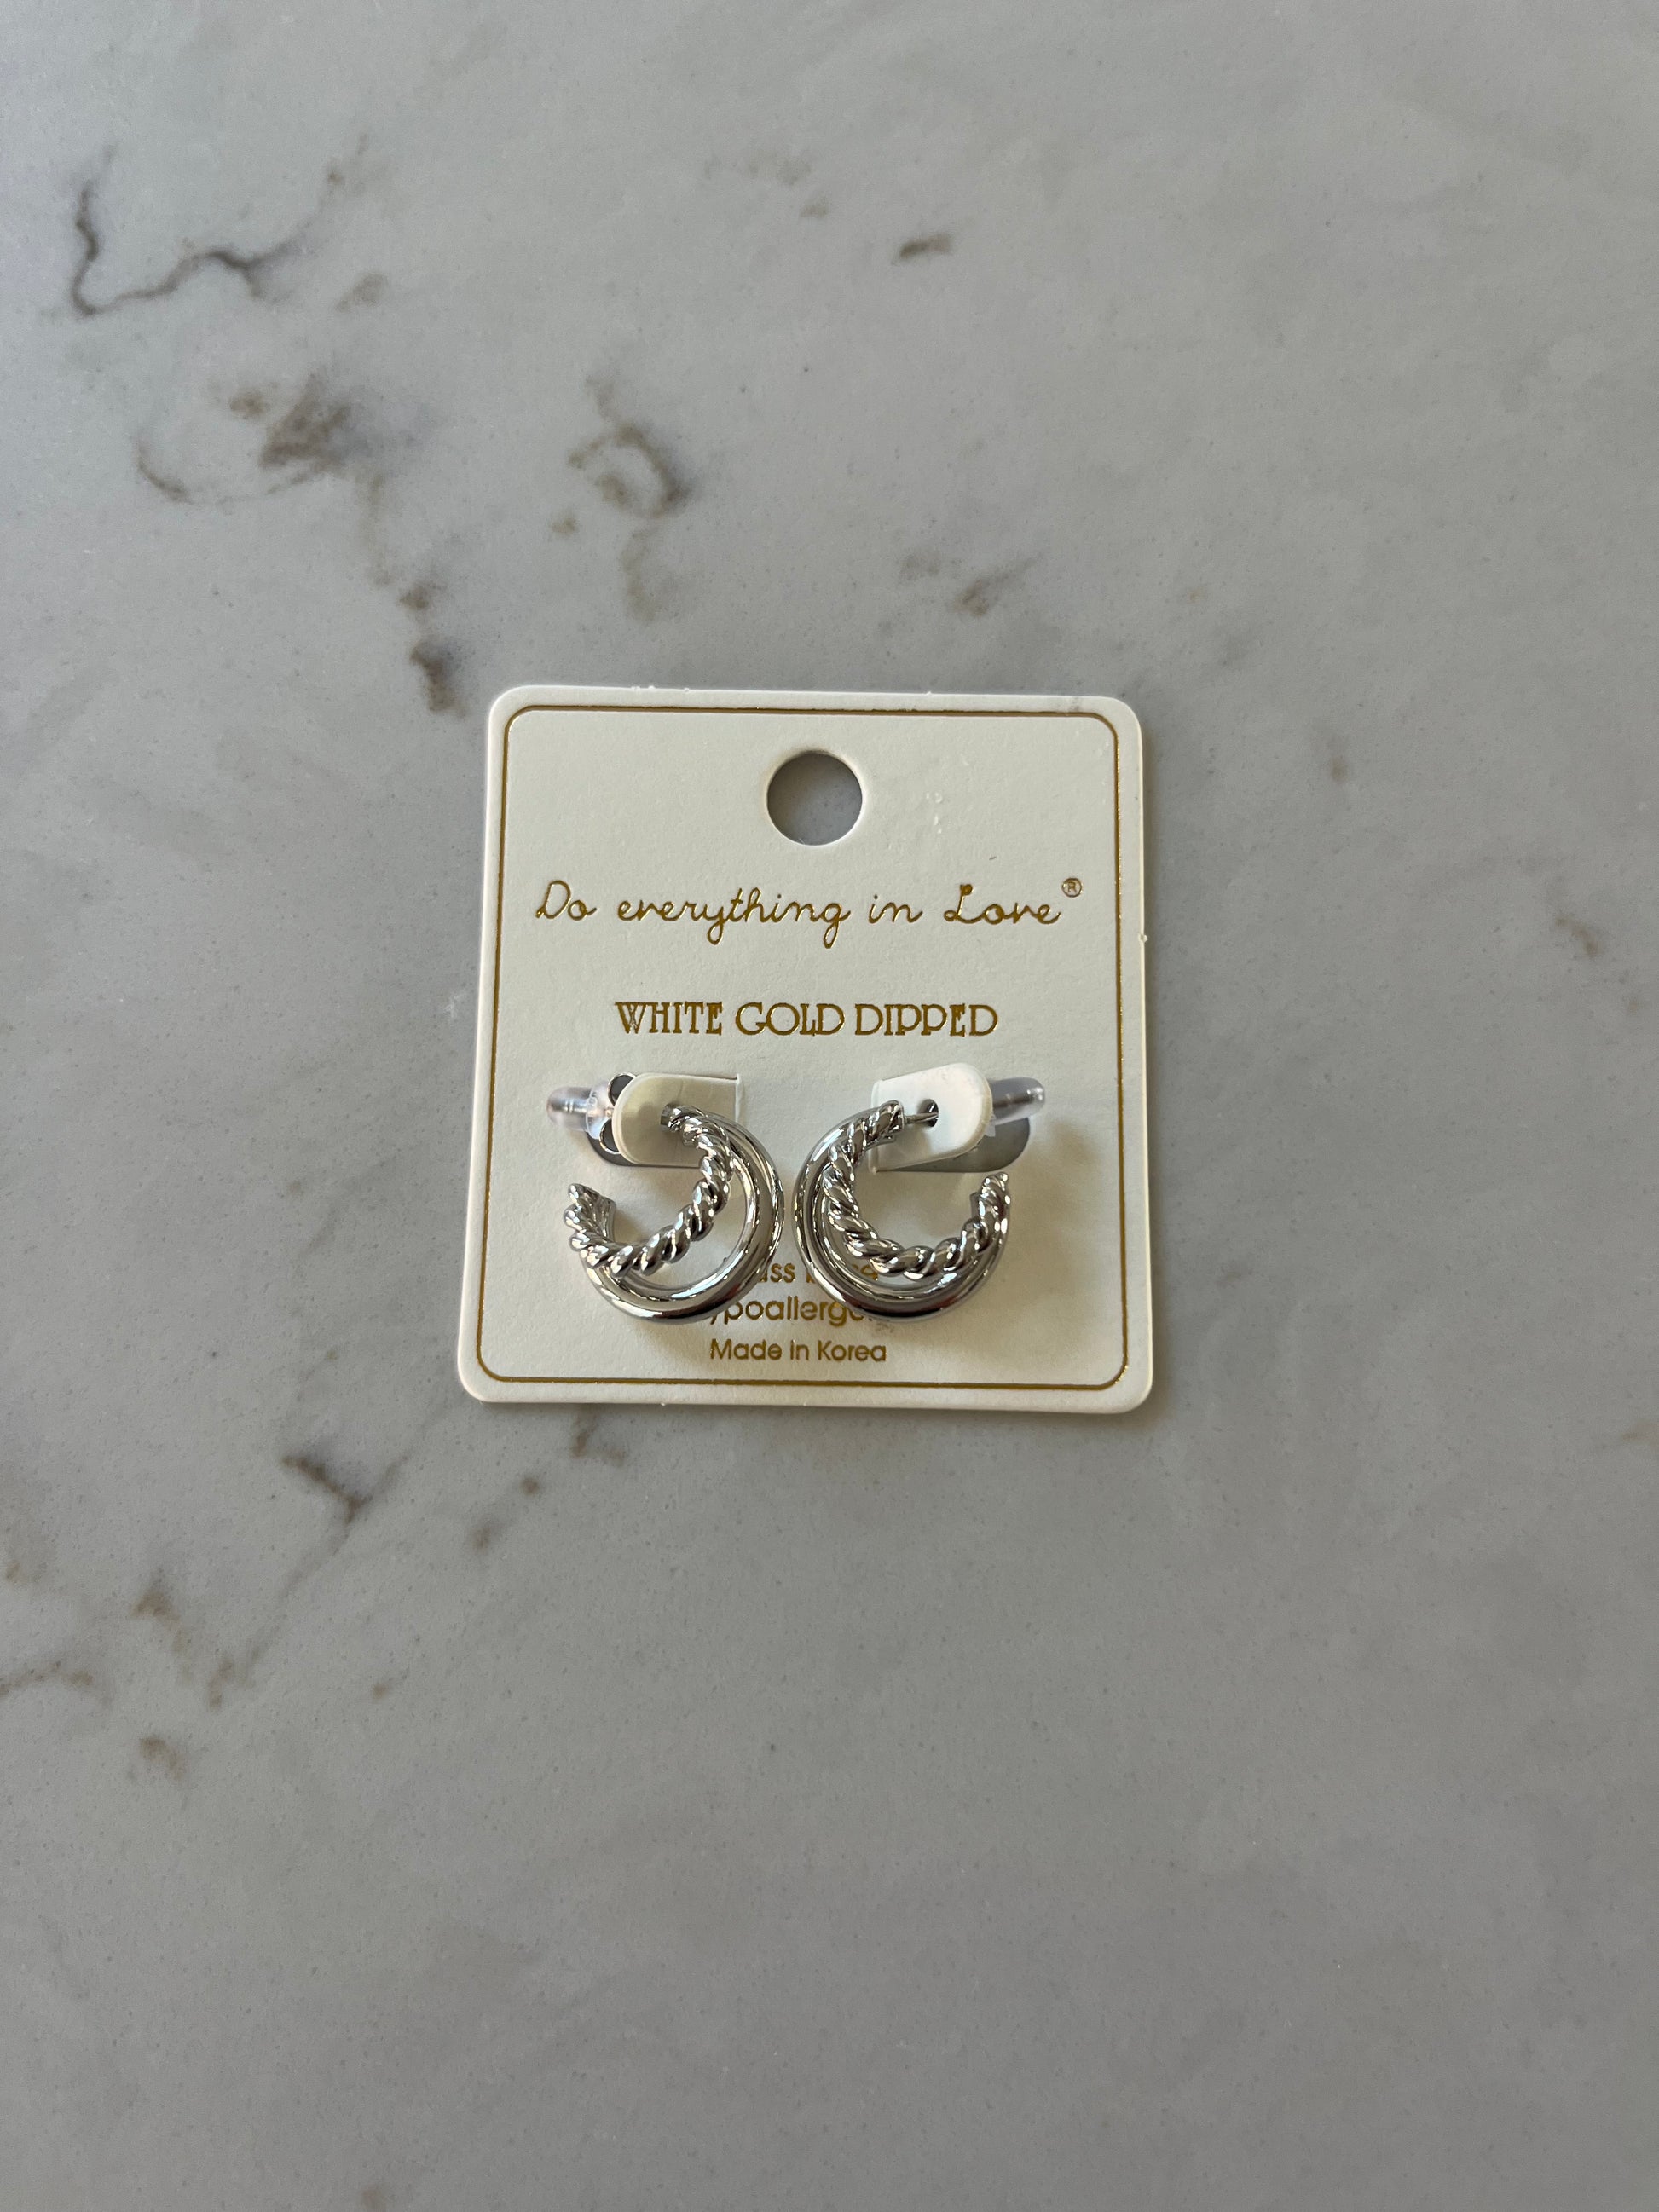 Do everything in Love®
WHITE GOLD DIPPED
Made in Korea